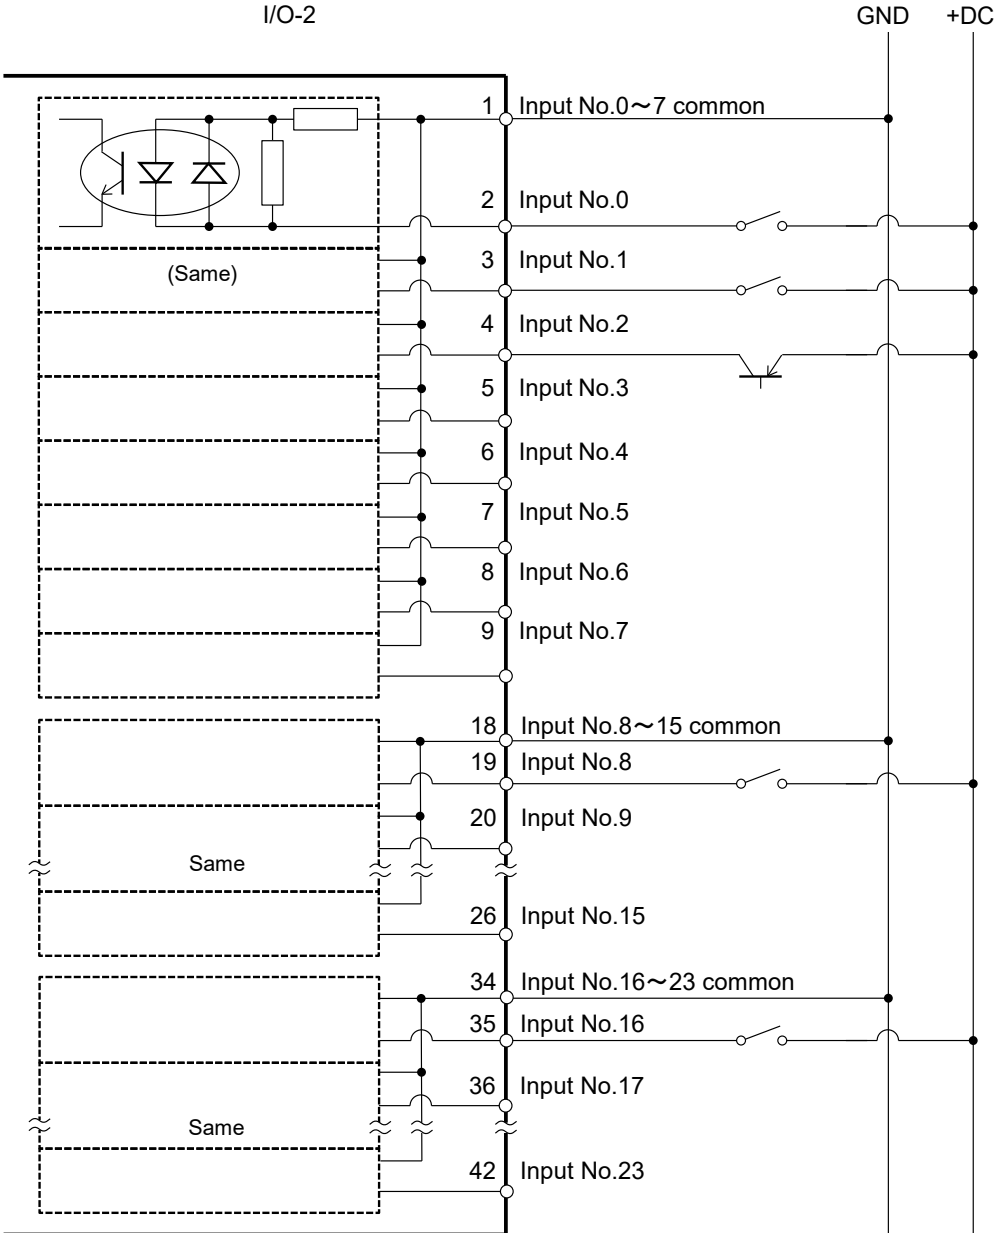 I/O-2 GND +DC
1 Input No.0～7 common
2 Input No.0
3 Input No.1
(Same)
4 Input No.2
5 Input No.3
6 Input No.4
7 Input No.5
8 Input No.6
9 Input No.7
18 Input No.8～15 common
19 Input No.8
20 Input No.9
Same
26 Input No.15
34 Input No.16～23 common
35 Input No.16
36 Input No.17
Same
42 Input No.23